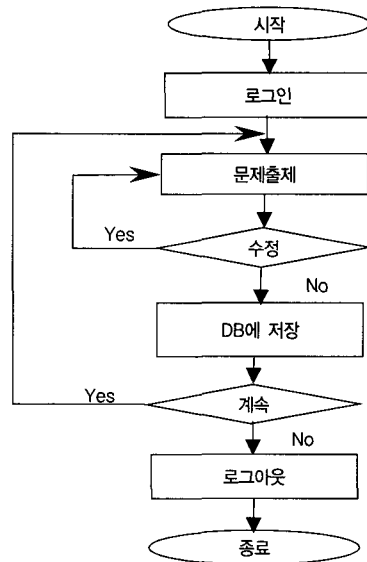 시작
로그인
문제출제
Yes
수정
No
DB에 저장
Yes
계속
No
로그아웃
종료